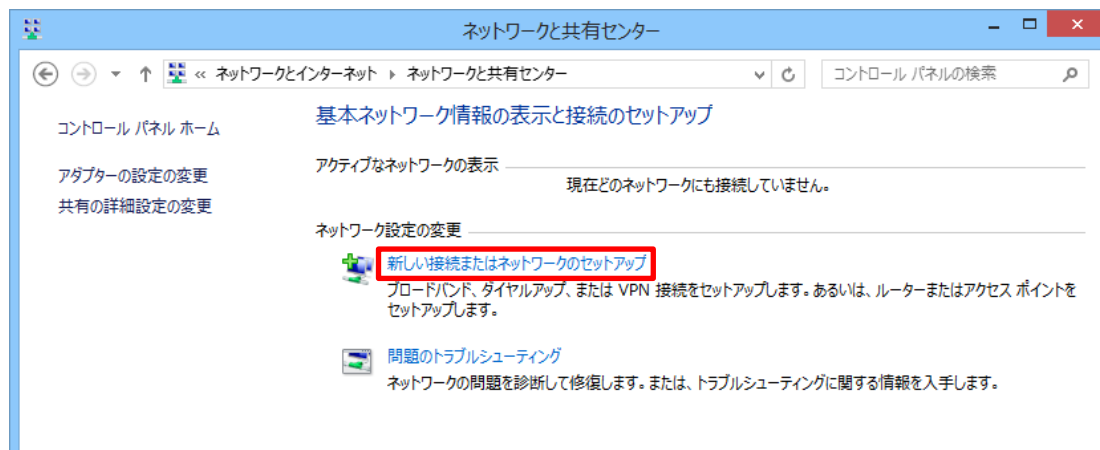 ネットワークと共有センター
« ネットワークとインターネット ▸ ネットワークと共有センター
コントロール パネルの検索
コントロール パネル ホーム
アダプターの設定の変更
共有の詳細設定の変更
基本ネットワーク情報の表示と接続のセットアップ
アクティブなネットワークの表示
現在どのネットワークにも接続していません。
ネットワーク設定の変更
新しい接続またはネットワークのセットアップ
ブロードバンド、ダイヤルアップ、または VPN 接続をセットアップします。あるいは、ルーターまたはアクセス ポイントを
セットアップします。
問題のトラブルシューティング
ネットワークの問題を診断して修復します。または、トラブルシューティングに関する情報を入手します。